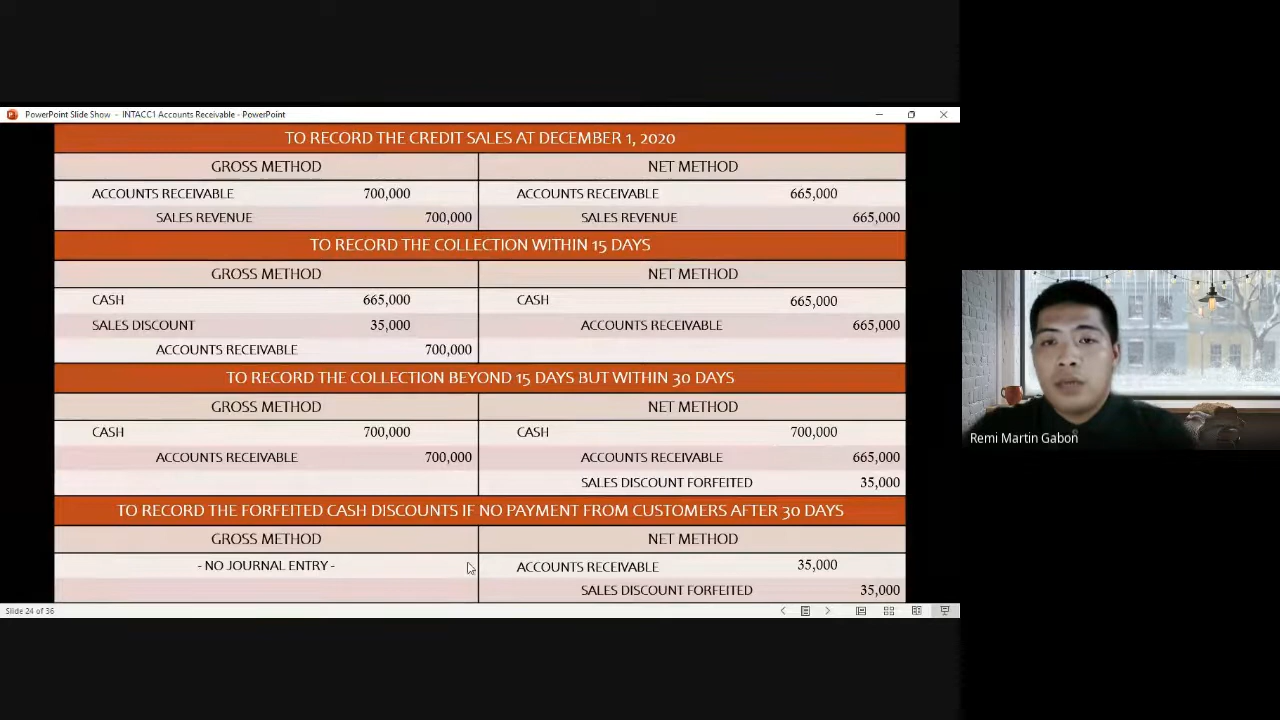 PowerPoint Slide Show - INTACC1 Accounts Receivable - PowerPoint
TO RECORD THE CREDIT SALES AT DECEMBER 1, 2020
GROSS METHOD NET METHOD
ACCOUNTS RECEIVABLE 700,000 ACCOUNTS RECEIVABLE 665,000
SALES REVENUE 700,000 SALES REVENUE 665,000
TO RECORD THE COLLECTION WITHIN 15 DAYS
GROSS METHOD NET METHOD
CASH 665,000 CASH 665,000
SALES DISCOUNT 35,000 ACCOUNTS RECEIVABLE 665,000
ACCOUNTS RECEIVABLE 700,000
TO RECORD THE COLLECTION BEYOND 15 DAYS BUT WITHIN 30 DAYS
GROSS METHOD NET METHOD
CASH 700,000 CASH 700,000
ACCOUNTS RECEIVABLE 700,000 ACCOUNTS RECEIVABLE 665,000
SALES DISCOUNT FORFEITED 35,000
TO RECORD THE FORFEITED CASH DISCOUNTS IF NO PAYMENT FROM CUSTOMERS AFTER 30 DAYS
GROSS METHOD NET METHOD
- NO JOURNAL ENTRY - ACCOUNTS RECEIVABLE 35,000
SALES DISCOUNT FORFEITED 35,000
Slide 24 of 36
Remi Martin Gabon